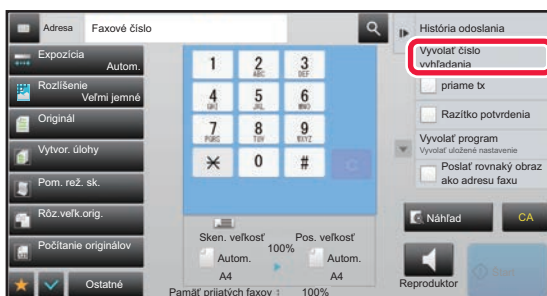 Adresa
Faxové číslo
Expozícia
Autom.
Rozlíšenie
Veľmi jemné
Originál
Vytvor. úlohy
Pom. rež. sk.
Rôz.veľk.orig.
Počítanie originálov
Ostatné
1 2 3
ABC DEF
4 5 6
GHI JKL MNO
7 8 9
PQRS TUV WXYZ
0 #
C
Sken. veľkosť
100%
Pos. veľkosť
Autom.
A4
Autom.
A4
Pamäť prijatých faxov : 100%
História odoslania
Vyvolať číslo
vyhľadania
priame tx
Razítko potvrdenia
Vyvolať program
Vyvolať uložené nastavenie
Poslať rovnaký obraz
ako adresu faxu
Náhľad
CA
Reproduktor
Start